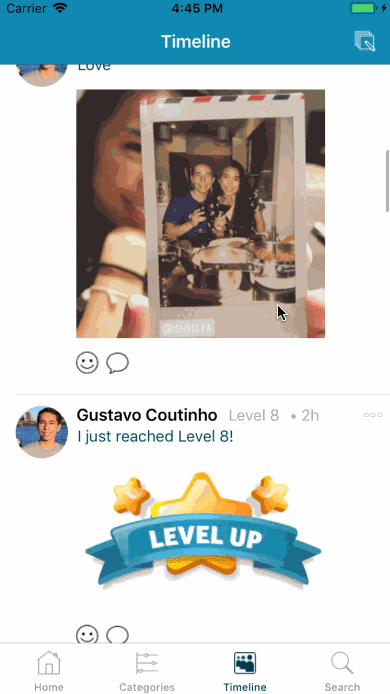 Carrier 4:45 PM
Timeline
Love
@ISHXOLEA
Gustavo Coutinho Level 8 • 2h
I just reached Level 8!
LEVEL UP
Home Categories Timeline Search